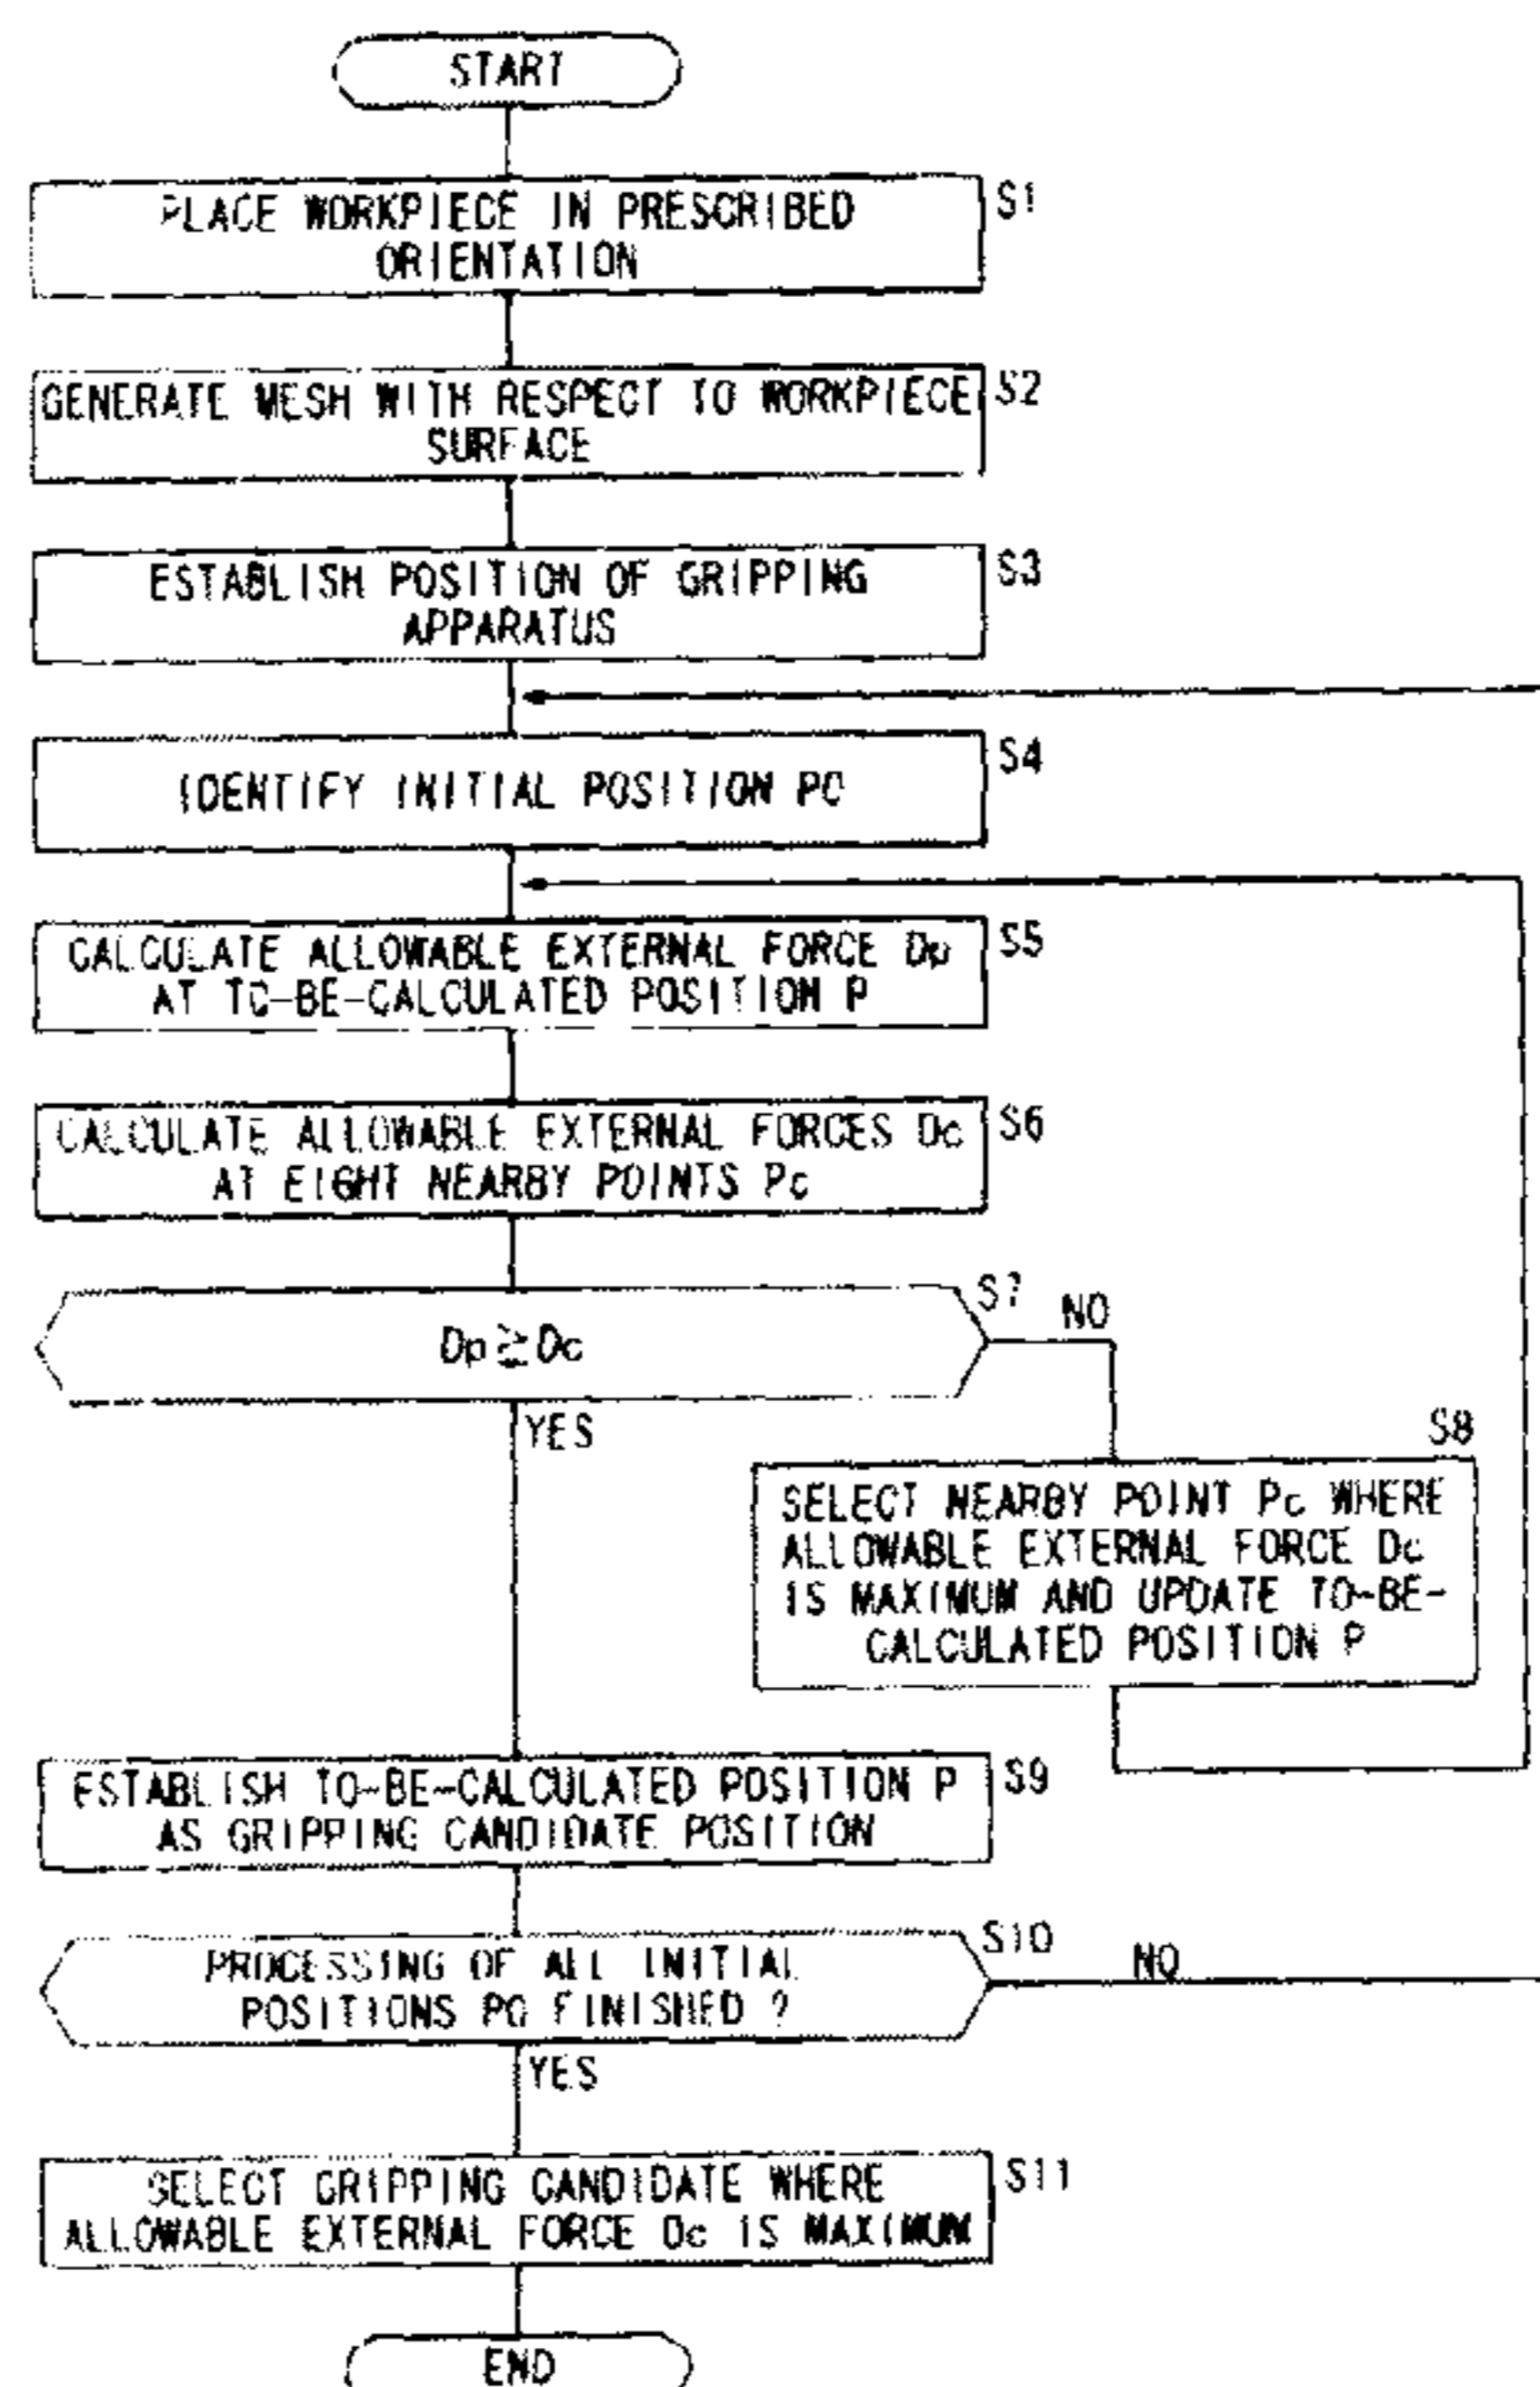 START
PLACE WORKPIECE IN PRESCRIBED
ORIENTATION
S1
GENERATE MESH WITH RESPECT TO WORKPIECE
SURFACE
S2
ESTABLISH POSITION OF GRIPPING
APPARATUS
S3
IDENTIFY INITIAL POSITION P0
S4
CALCULATE ALLOWABLE EXTERNAL FORCE Dp
AT TO-BE-CALCULATED POSITION P
S5
CALCULATE ALLOWABLE EXTERNAL FORCES Dc
AT EIGHT NEARBY POINTS Pc
S6
Dp≧Dc
S7
NO
YES
S8
SELECT NEARBY POINT Pc WHERE
ALLOWABLE EXTERNAL FORCE Dc
IS MAXIMUM AND UPDATE TO-BE-
CALCULATED POSITION P
ESTABLISH TO-BE-CALCULATED POSITION P
AS GRIPPING CANDIDATE POSITION
S9
PROCESSING OF ALL INITIAL
POSITIONS P0 FINISHED ?
S10
NO
YES
SELECT GRIPPING CANDIDATE WHERE
ALLOWABLE EXTERNAL FORCE Dc IS MAXIMUM
S11
END